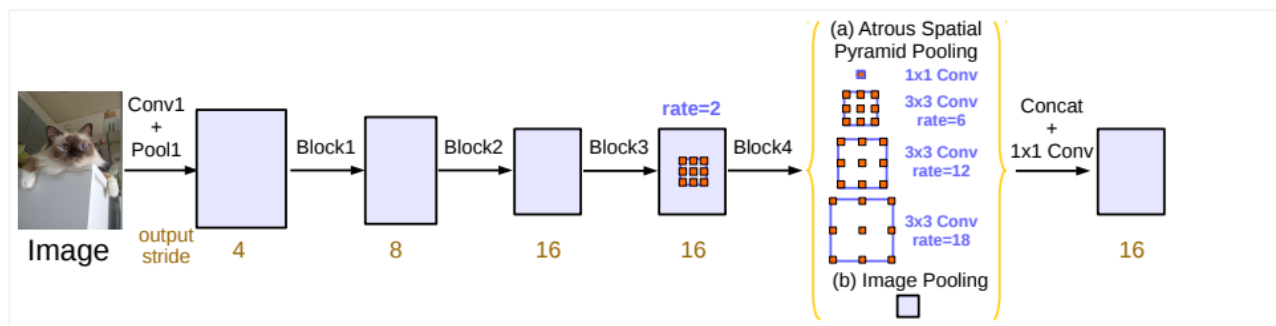 Image
Conv1
+
Pool1
output
stride
4
Block1
8
Block2
16
Block3
rate=2
16
Block4
(a) Atrous Spatial
Pyramid Pooling
1x1 Conv
3x3 Conv
rate=6
3x3 Conv
rate=12
3x3 Conv
rate=18
(b) Image Pooling
Concat
+
1x1 Conv
16